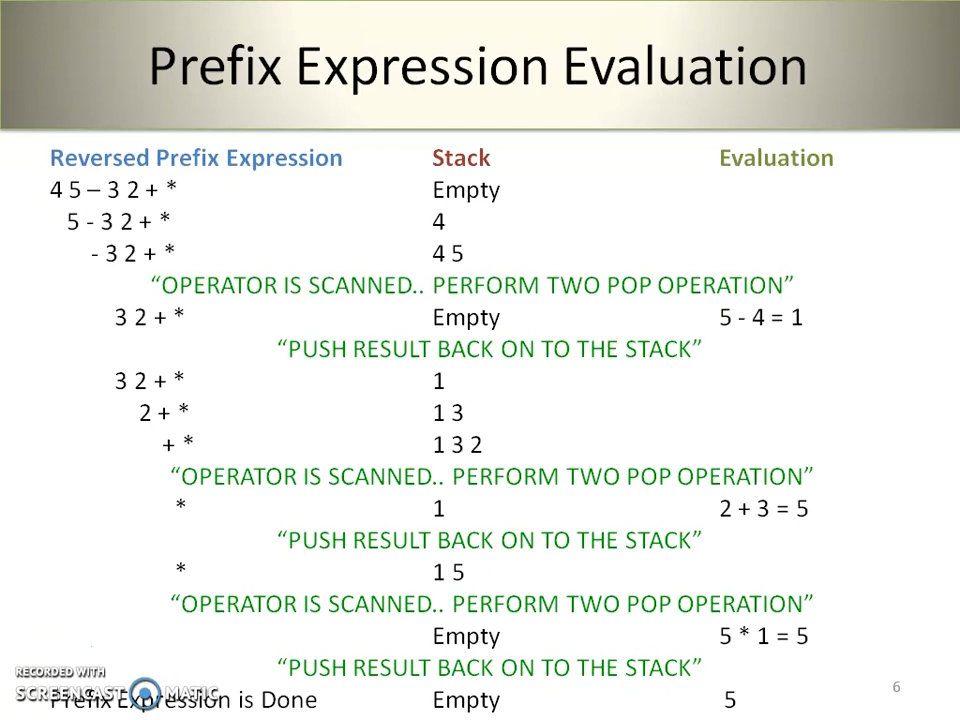 Prefix Expression Evaluation
Reversed Prefix Expression Stack Evaluation
4 5 – 3 2 + * Empty
5 - 3 2 + * 4
- 3 2 + * 4 5
“OPERATOR IS SCANNED.. PERFORM TWO POP OPERATION”
3 2 + * Empty 5 - 4 = 1
“PUSH RESULT BACK ON TO THE STACK”
3 2 + * 1
2 + * 1 3
+ * 1 3 2
“OPERATOR IS SCANNED.. PERFORM TWO POP OPERATION”
* 1 2 + 3 = 5
“PUSH RESULT BACK ON TO THE STACK”
* 1 5
“OPERATOR IS SCANNED.. PERFORM TWO POP OPERATION”
Empty 5 * 1 = 5
“PUSH RESULT BACK ON TO THE STACK”
RECORDED WITH
SCREENCAST MATIC
6
Prefix Expression is Done Empty 5